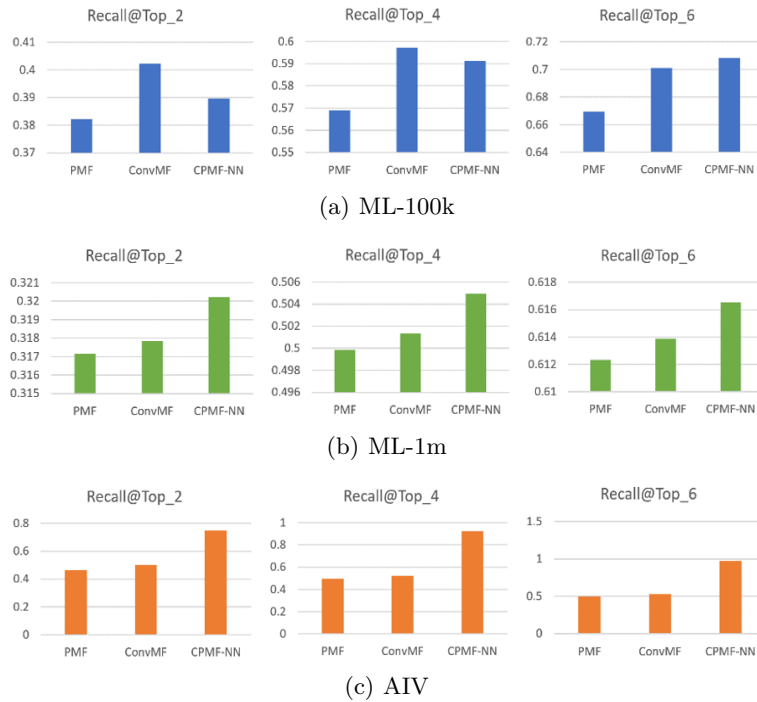 Recall@Top_2
0.41
0.4
0.39
0.38
0.37
PMF ConvMF CPMF-NN
Recall@Top_4
0.6
0.59
0.58
0.57
0.56
0.55
PMF ConvMF CPMF-NN
Recall@Top_6
0.72
0.7
0.68
0.66
0.64
PMF ConvMF CPMF-NN
(a) ML-100k
Recall@Top_2
0.321
0.32
0.319
0.318
0.317
0.316
0.315
PMF ConvMF CPMF-NN
Recall@Top_4
0.506
0.504
0.502
0.5
0.498
0.496
PMF ConvMF CPMF-NN
Recall@Top_6
0.618
0.616
0.614
0.612
0.61
PMF ConvMF CPMF-NN
(b) ML-1m
Recall@Top_2
0.8
0.6
0.4
0.2
0
PMF ConvMF CPMF-NN
Recall@Top_4
1
0.8
0.6
0.4
0.2
0
PMF ConvMF CPMF-NN
Recall@Top_6
1.5
1
0.5
0
PMF ConvMF CPMF-NN
(c) AIV